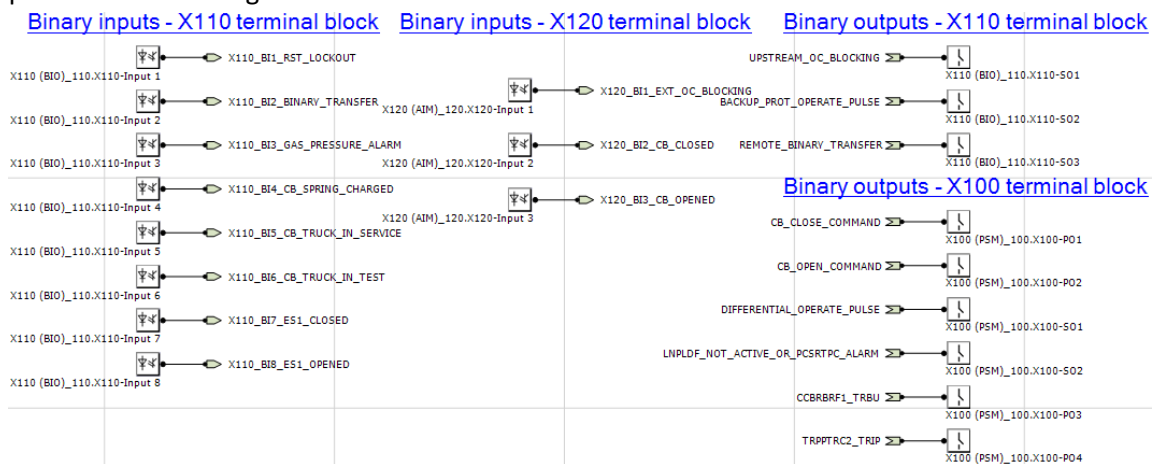 Binary inputs - X110 terminal block
X110 (BIO)_110.X110-Input 1
X110_BI1_RST_LOCKOUT
X110 (BIO)_110.X110-Input 2
X110_BI2_BINARY_TRANSFER
X110 (BIO)_110.X110-Input 3
X110_BI3_GAS_PRESSURE_ALARM
X110 (BIO)_110.X110-Input 4
X110_BI4_CB_SPRING_CHARGED
X110 (BIO)_110.X110-Input 5
X110_BI5_CB_TRUCK_IN_SERVICE
X110 (BIO)_110.X110-Input 6
X110_BI6_CB_TRUCK_IN_TEST
X110 (BIO)_110.X110-Input 7
X110_BI7_ES1_CLOSED
X110 (BIO)_110.X110-Input 8
X110_BI8_ES1_OPENED
Binary inputs - X120 terminal block
X120 (AIM)_120.X120-Input 1
X120_BI1_EXT_OC_BLOCKING
X120 (AIM)_120.X120-Input 2
X120_BI2_CB_CLOSED
X120 (AIM)_120.X120-Input 3
X120_BI3_CB_OPENED
Binary outputs - X110 terminal block
UPSTREAM_OC_BLOCKING
X110 (BIO)_110.X110-SO1
BACKUP_PROT_OPERATE_PULSE
X110 (BIO)_110.X110-SO2
REMOTE_BINARY_TRANSFER
X110 (BIO)_110.X110-SO3
Binary outputs - X100 terminal block
CB_CLOSE_COMMAND
X100 (PSM)_100.X100-PO1
CB_OPEN_COMMAND
X100 (PSM)_100.X100-PO2
DIFFERENTIAL_OPERATE_PULSE
X100 (PSM)_100.X100-SO1
LNPLDF_NOT_ACTIVE_OR_PCSRTPC_ALARM
X100 (PSM)_100.X100-SO2
CCBRBRF1_TRBU
X100 (PSM)_100.X100-PO3
TRPPTRC2_TRIP
X100 (PSM)_100.X100-PO4